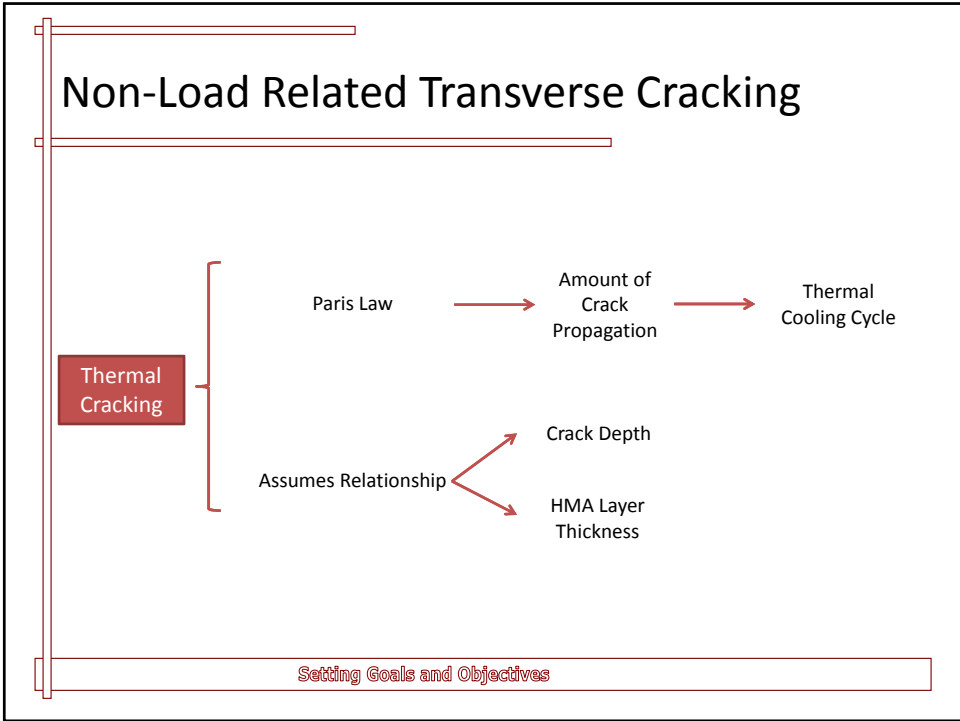 Non-Load Related Transverse Cracking
Paris Law
Amount of
Crack
Propagation
Thermal
Cooling Cycle
Thermal
Cracking
Crack Depth
Assumes Relationship
HMA Layer
Thickness
Setting Goals and Objectives